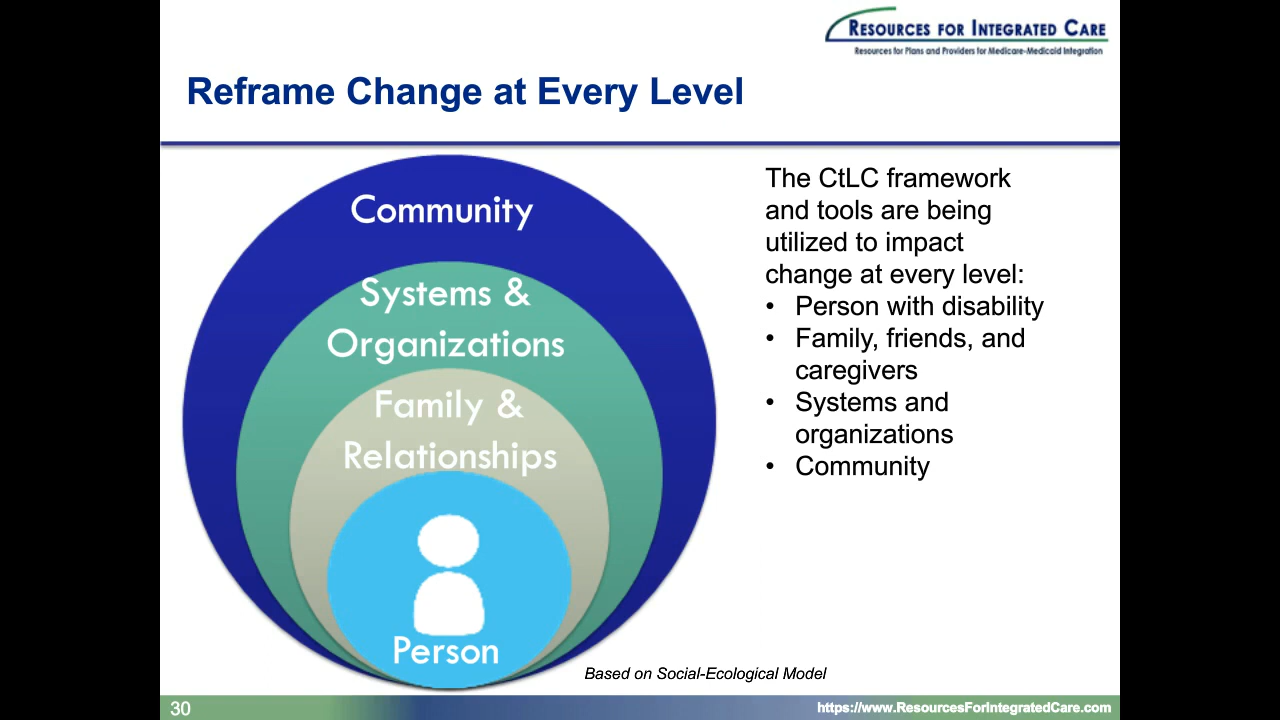 RESOURCES FOR INTEGRATED CARE
Resources for Plans and Providers for Medicare-Medicaid Integration
Reframe Change at Every Level
Community
Systems &
Organizations
Family &
Relationships
Person
The CtLC framework
and tools are being
utilized to impact
change at every level:
• Person with disability
• Family, friends, and
caregivers
• Systems and
organizations
• Community
Based on Social-Ecological Model
30
https://www.ResourcesForIntegratedCare.com